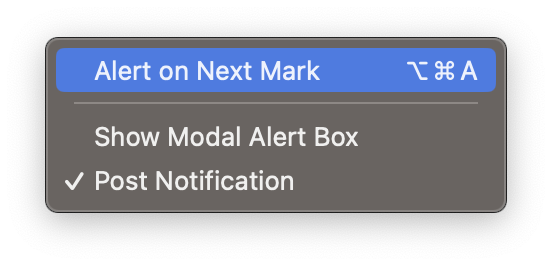 Alert on Next Mark ⌥⌘A
Show Modal Alert Box
✓ Post Notification